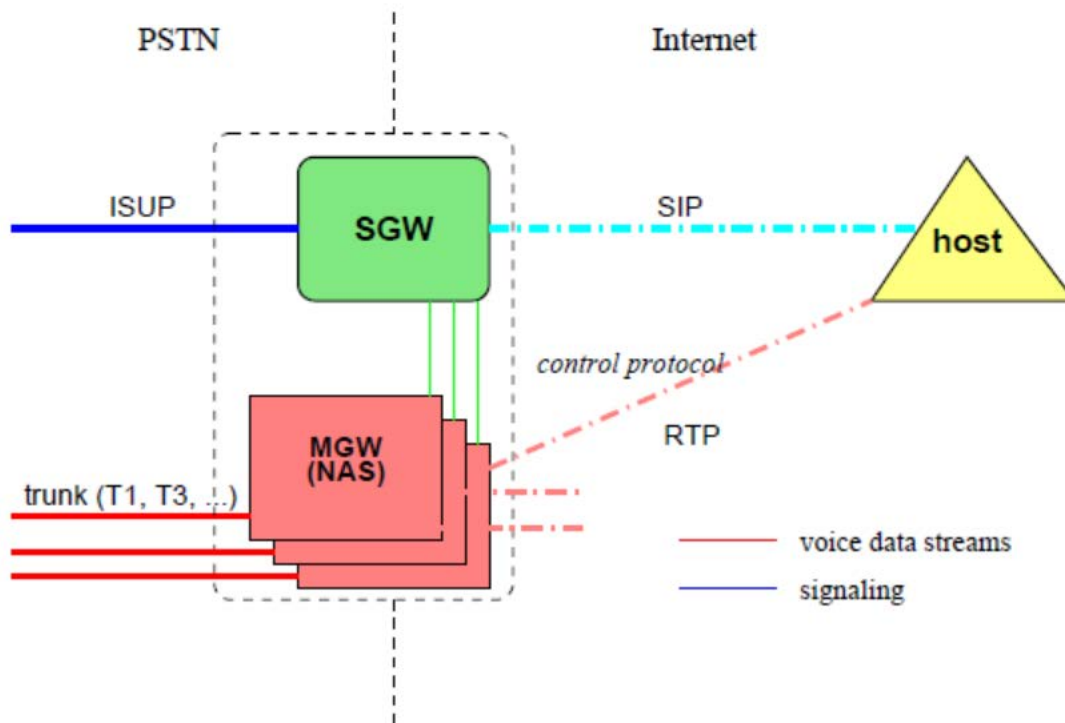 PSTN
Internet
ISUP
SGW
SIP
host
control protocol
MGW
(NAS)
RTP
trunk (T1, T3, ...)
voice data streams
signaling